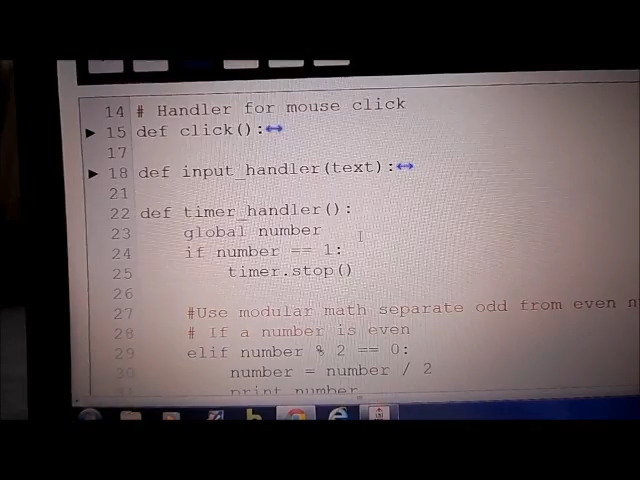 14 # Handler for mouse click
15 def click():
17
18 def input_handler(text):
21
22 def timer_handler():
23 global number
24 if number == 1:
25 timer.stop()
26
27 #Use modular math separate odd from even n
28 # If a number is even
29 elif number % 2 == 0:
30 number = number / 2
print number